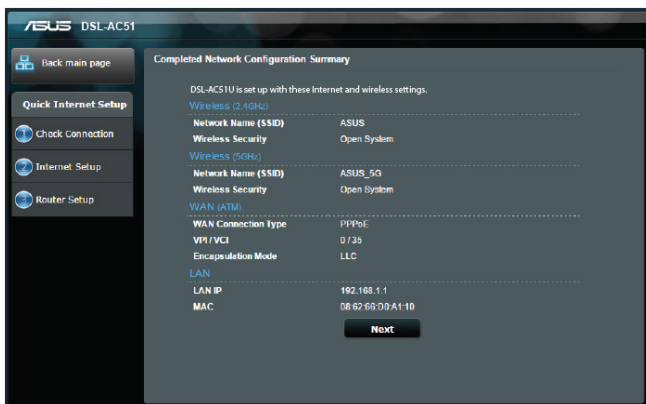 ASUS DSL-AC51
Back main page
Quick Internet Setup
1 Check Connection
2 Internet Setup
3 Router Setup
Completed Network Configuration Summary
DSL-AC51U is set up with these Internet and wireless settings.
Wireless (2.4GHz)
Network Name (SSID) ASUS
Wireless Security Open System
Wireless (5GHz)
Network Name (SSID) ASUS_5G
Wireless Security Open System
WAN (ATM)
WAN Connection Type PPPoE
VPI / VCI 0 / 35
Encapsulation Mode LLC
LAN
LAN IP 192.168.1.1
MAC 08:62:66:D0:A1:10
Next